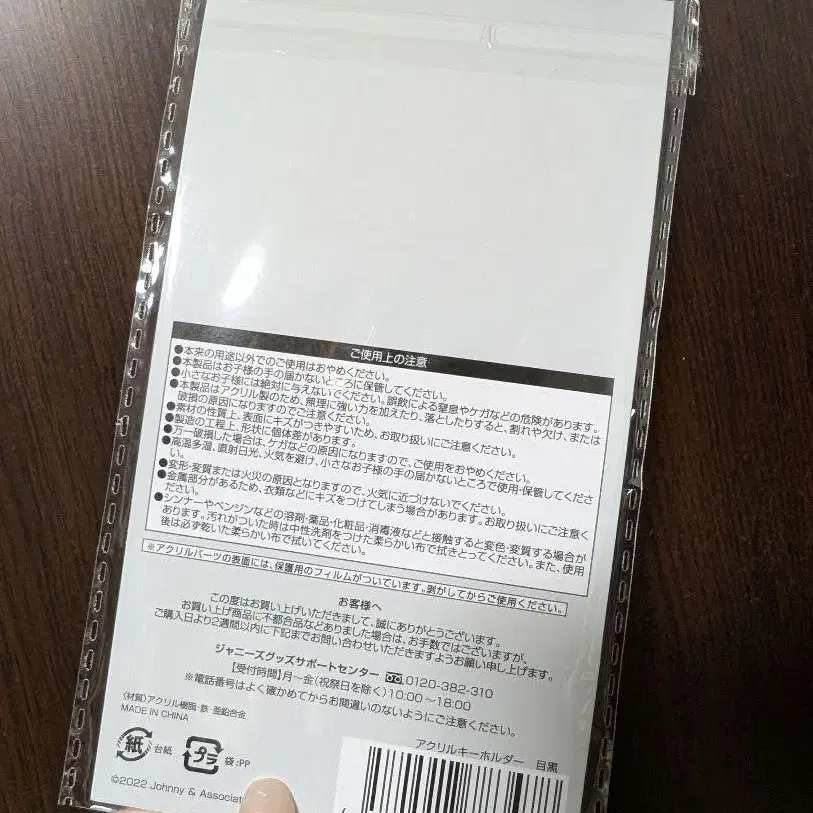 ご使用上の注意
●本来の用途以外でのご使用はおやめください。
●本製品はお子様の手の届かないところに保管してください。
●小さなお子様には絶対に与えないでください。誤飲による窒息やケガなどの危険があります。
●本製品はアクリル製のため、無理に強い力を加えたり、落としたりすると、割れや欠け、または
破損の原因になりますのでご注意ください。
●素材の性質上、表面にキズがつきやすいため、お取り扱いにご注意ください。
●製造の工程上、形状に個体差があります。
●万一破損した場合は、ケガなどの原因になりますので、ご使用をおやめください。
●高温多湿、直射日光、火気を避け、小さなお子様の手の届かないところで使用・保管してくださ
い。
●変形・変質または火災の原因となりますので、火気に近づけないでください。
●金属部分があるため、衣類などにキズをつけてしまう場合があります。お取り扱いにご注意く
ださい。
●シンナーやベンジンなどの溶剤・薬品・化粧品・消毒液などと接触すると変色・変質する場合が
あります。汚れがついた時は中性洗剤をつけた柔らかい布で拭きとってください。また、使用
後は必ず乾いた柔らかい布で拭いてください。
※アクリルパーツの表面には、保護用のフィルムがついています。剥がしてからご使用ください。
お客様へ
この度はお買い上げいただきまして、誠にありがとうございます。
お買い上げ商品に不都合品などありました場合は、お手数ではございますが、
ご購入日より2週間以内に下記までお問い合わせいただきますようお願い申し上げます。
ジャニーズグッズサポートセンター 0120-382-310
【受付時間】月〜金(祝祭日を除く)10:00〜18:00
※電話番号はよく確かめてからお間違いのないようにご注意ください。
〈材質〉アクリル樹脂・鉄・亜鉛合金
MADE IN CHINA
紙 台紙 プラ 袋:PP
アクリルキーホルダー 目黒
©2022 Johnny & Associat